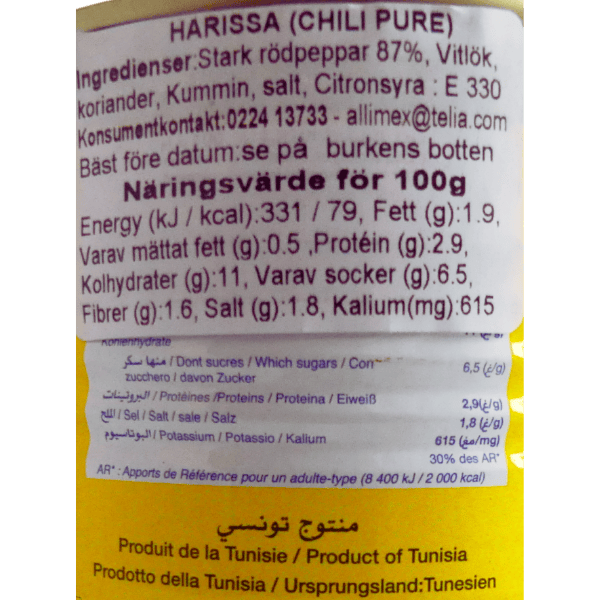 HARISSA (CHILI PURE)
Ingredienser:Stark rödpeppar 87%, Vitlök,
koriander, Kummin, salt, Citronsyra : E 330
Konsumentkontakt:0224 13733 - allimex@telia.com
Bäst före datum:se på burkens botten
Näringsvärde för 100g
Energy (kJ / kcal):331 / 79, Fett (g):1.9,
Varav mättat fett (g):0.5 ,Protéin (g):2.9,
Kolhydrater (g):11, Varav socker (g):6.5,
Fibrer (g):1.6, Salt (g):1.8, Kalium(mg):615
Kohlenhydrate
منها سكر / Dont sucres / Which sugars / Con
zucchero / davon Zucker 6,5 (غ/g)
البروتينات / Protéines /Proteins / Proteina / Eiweiß 2,9(غ/g)
الملح / Sel / Salt / sale / Salz 1,8 (غ/g)
البوتاسيوم / Potassium / Potassio / Kalium 615 (مغ/mg)
30% des AR*
AR* : Apports de Référence pour un adulte-type (8 400 kJ / 2 000 kcal)
منتوج تونسي
Produit de la Tunisie / Product of Tunisia
Prodotto della Tunisia / Ursprungsland:Tunesien